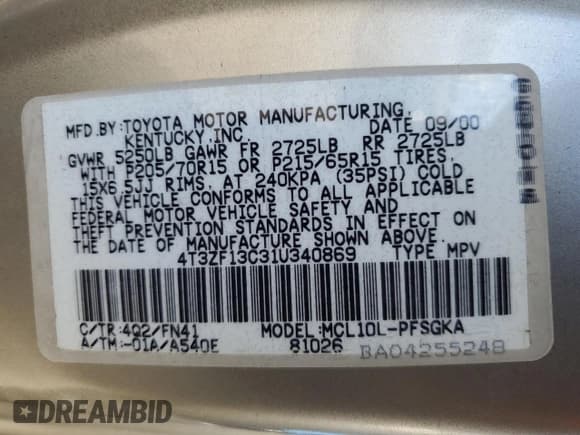 MFD.BY:TOYOTA MOTOR MANUFACTURING,
KENTUCKY,INC. DATE 09/00
GVWR 5250LB GAWR FR 2725LB RR 2725LB
WITH P205/70R15 OR P215/65R15 TIRES,
15X6.5JJ RIMS, AT 240KPA (35PSI) COLD
THIS VEHICLE CONFORMS TO ALL APPLICABLE
FEDERAL MOTOR VEHICLE SAFETY AND
THEFT PREVENTION STANDARDS IN EFFECT ON
THE DATE OF MANUFACTURE SHOWN ABOVE.
4T3ZF13C31U340869 TYPE MPV
C/TR:4Q2/FN41 MODEL:MCL10L-PFSGKA
A/TM:-01A/A540E 81026 BA04255248
DREAMBID